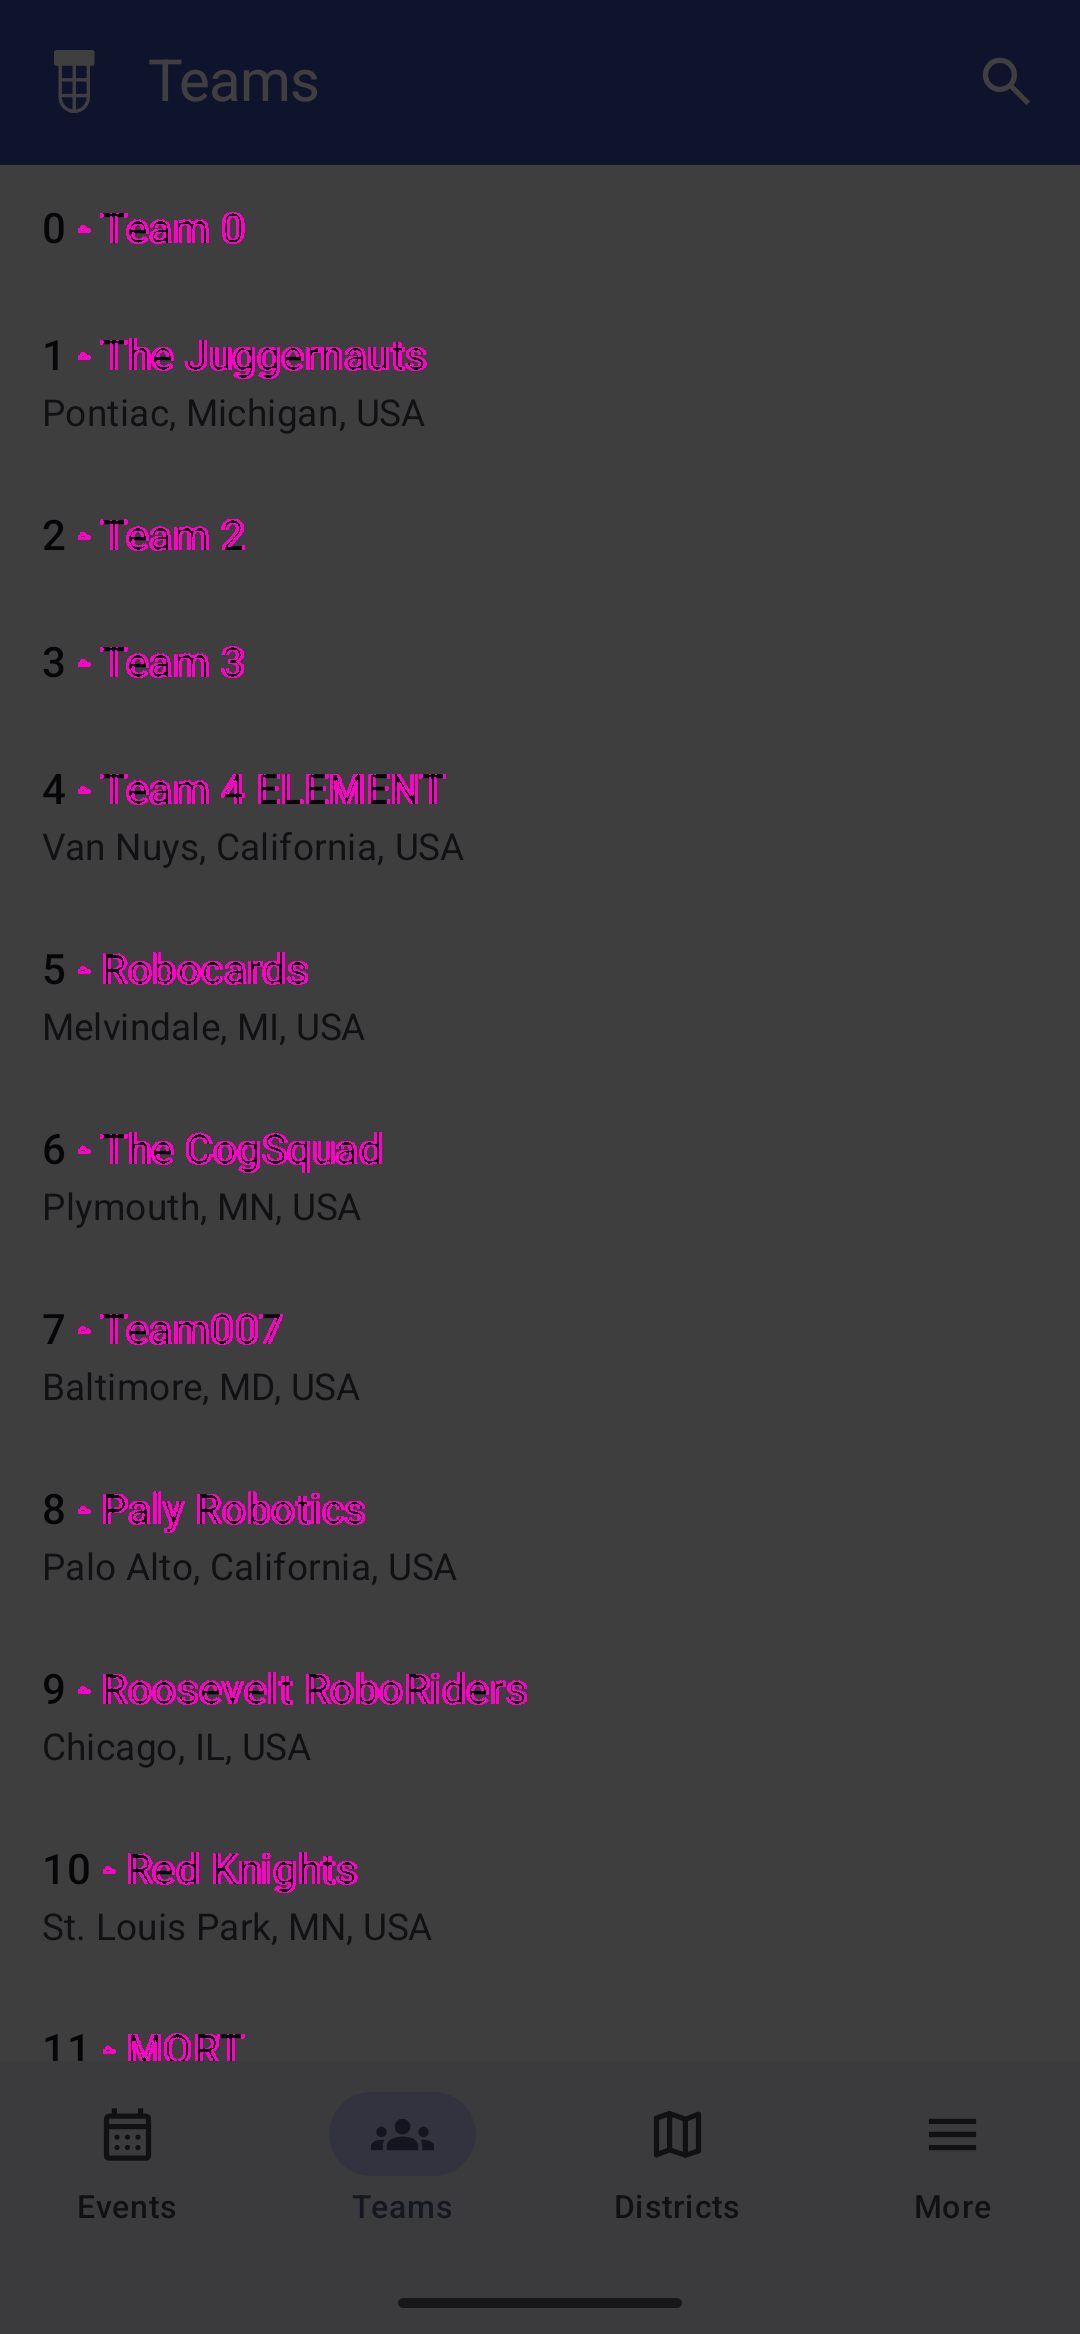 Teams
0 - Team 0
1 - The Juggernauts
Pontiac, Michigan, USA
2 - Team 2
3 - Team 3
4 - Team 4 ELEMENT
Van Nuys, California, USA
5 - Robocards
Melvindale, MI, USA
6 - The CogSquad
Plymouth, MN, USA
7 - Team007
Baltimore, MD, USA
8 - Paly Robotics
Palo Alto, California, USA
9 - Roosevelt RoboRiders
Chicago, IL, USA
10 - Red Knights
St. Louis Park, MN, USA
11 - MORT
Events Teams Districts More